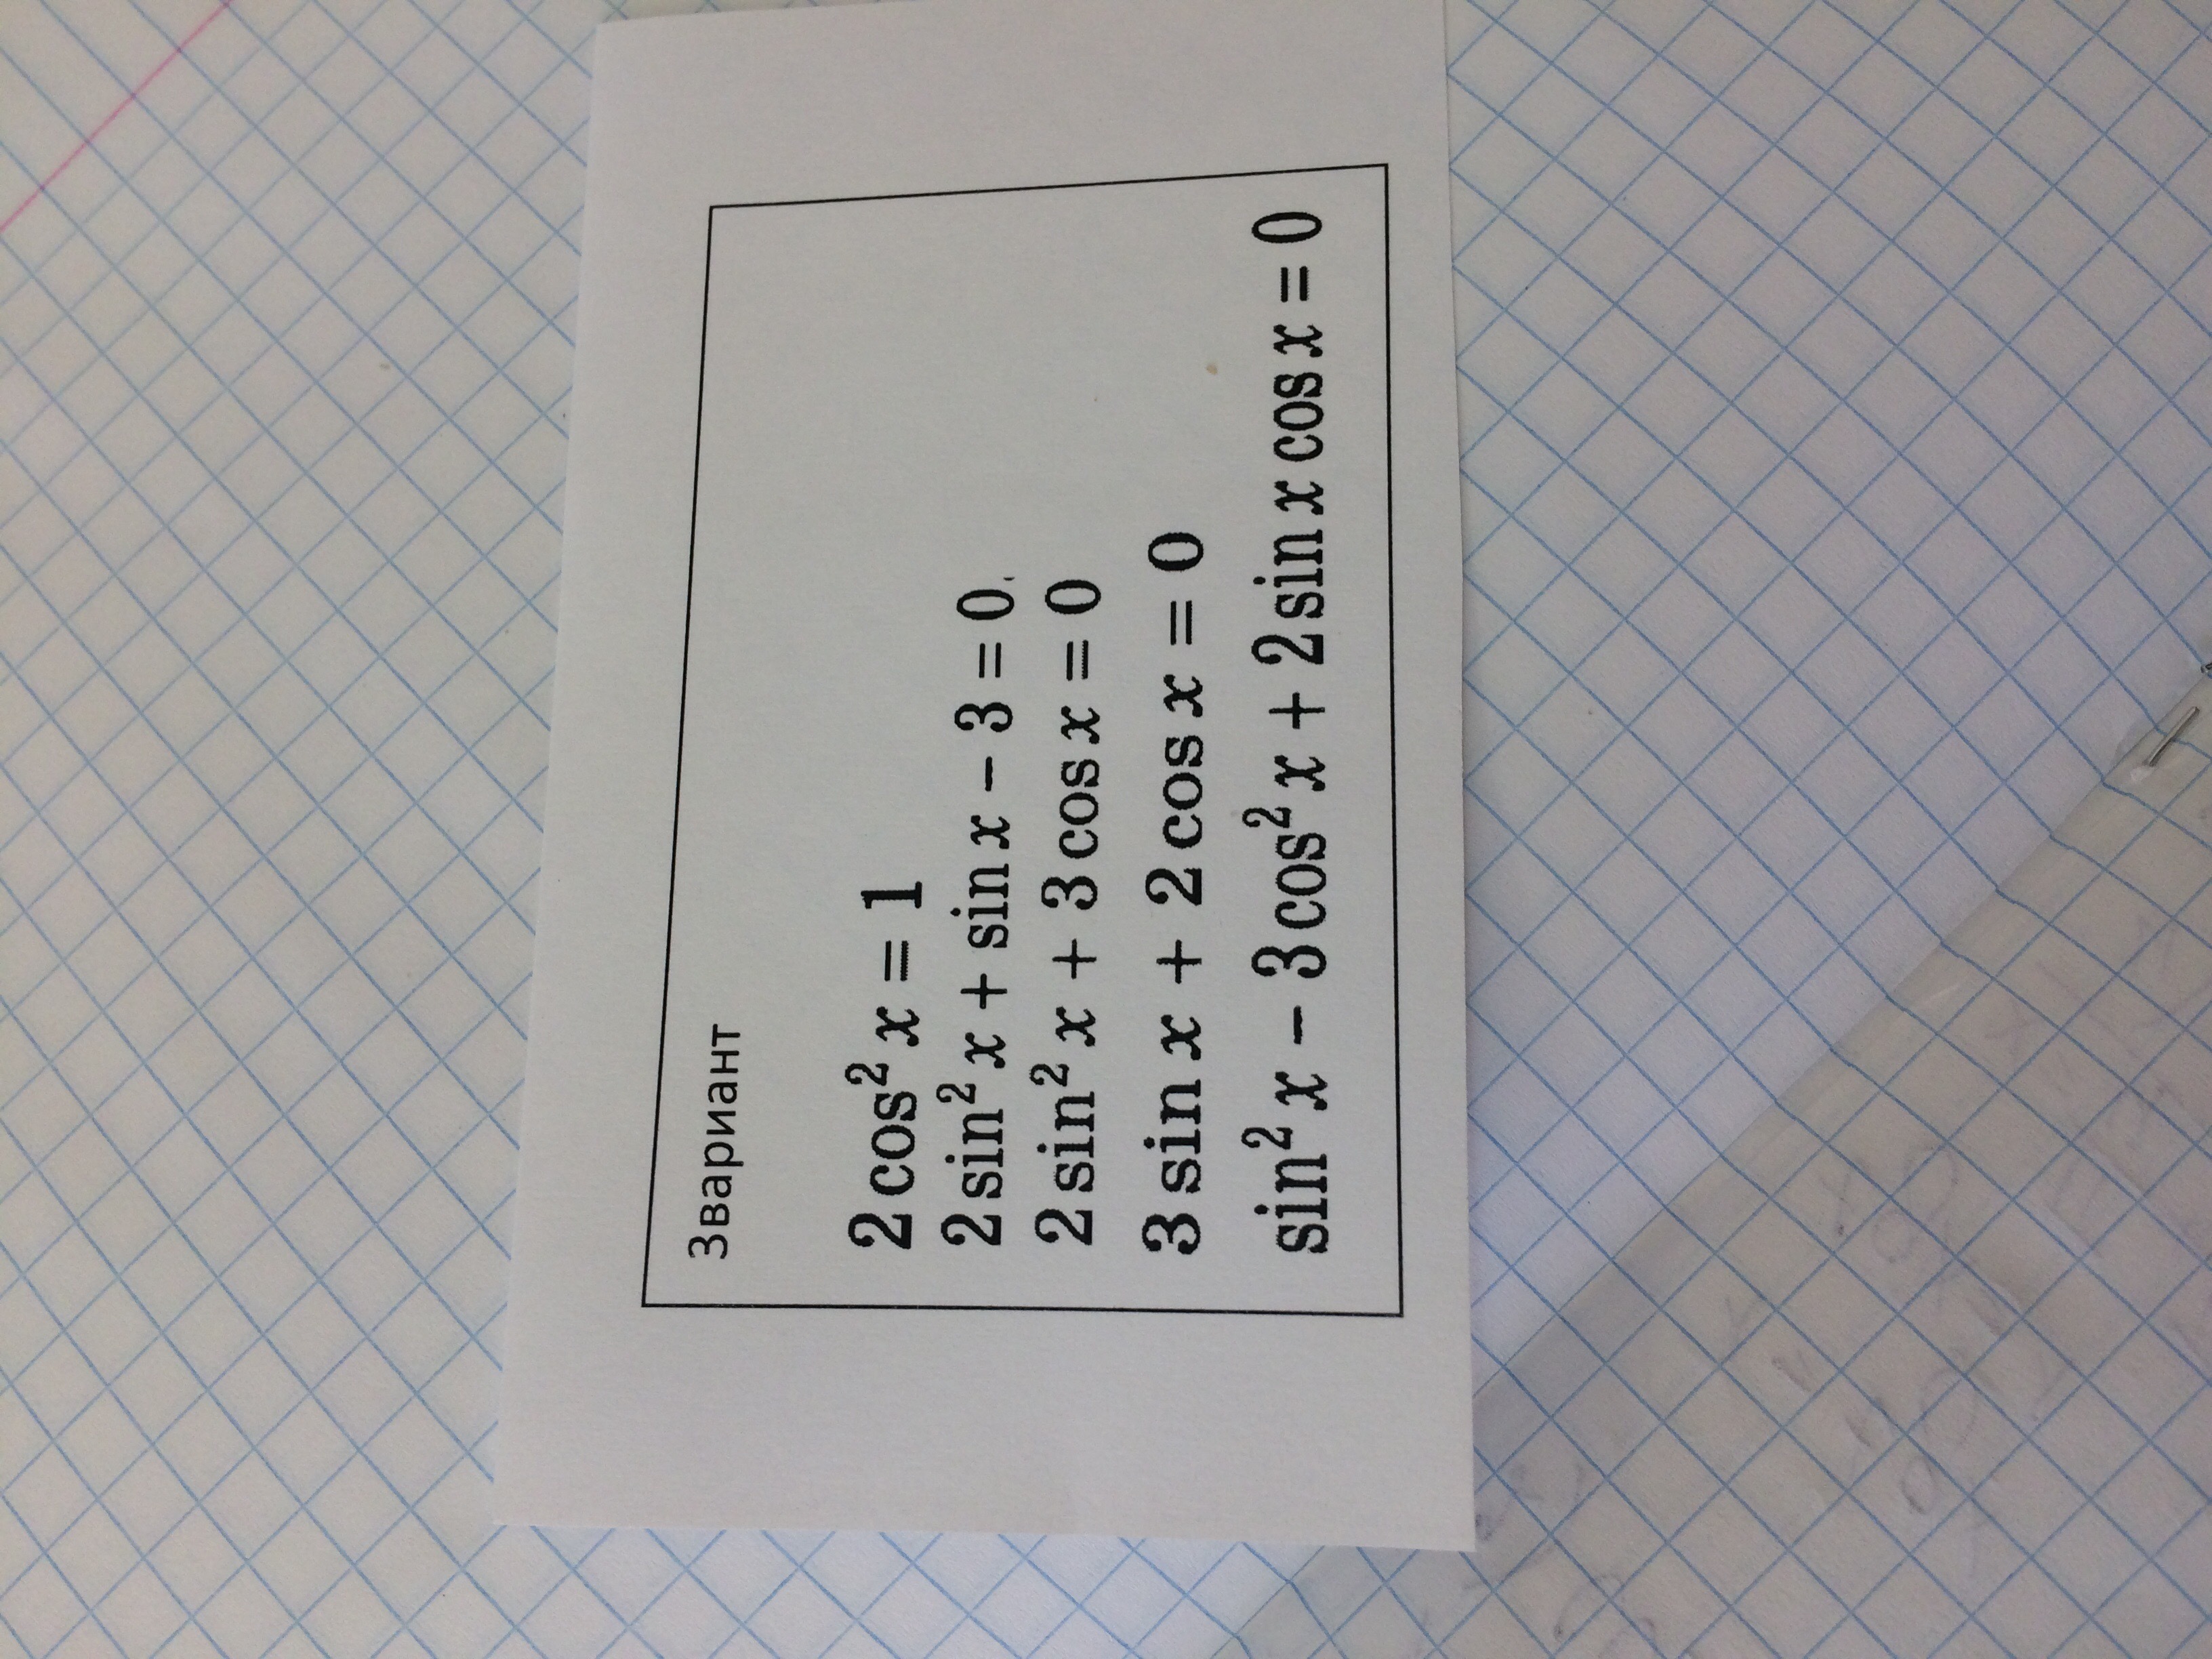 3вариант
2 cos² x = 1
2 sin² x + sin x − 3 = 0.
2 sin² x + 3 cos x = 0
3 sin x + 2 cos x = 0
sin² x − 3 cos² x + 2 sin x cos x = 0